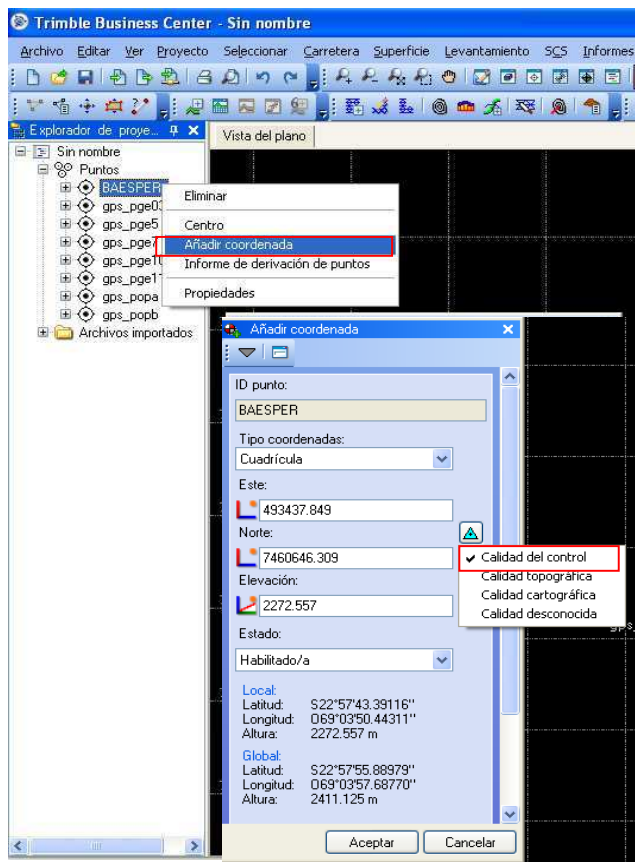 Trimble Business Center - Sin nombre
Archivo Editar Ver Proyecto Seleccionar Carretera Superficie Levantamiento SCS Informes
Explorador de proye...
Vista del plano
Sin nombre
Puntos
BAESPER
gps_pge5
gps_popa
gps_popb
Archivos importados
Eliminar
Centro
Añadir coordenada
Informe de derivación de puntos
Propiedades
Añadir coordenada
ID punto:
BAESPER
Tipo coordenadas:
Cuadrícula
Este:
493437.849
Norte:
7460646.309
Elevación:
2272.557
Estado:
Habilitado/a
Calidad del control
Calidad topográfica
Calidad cartográfica
Calidad desconocida
Local:
Latitud: S22°57'43.39116''
Longitud: O69°03'50.44311''
Altura: 2272.557 m
Global:
Latitud: S22°57'55.88979''
Longitud: O69°03'57.68770''
Altura: 2411.125 m
Aceptar Cancelar